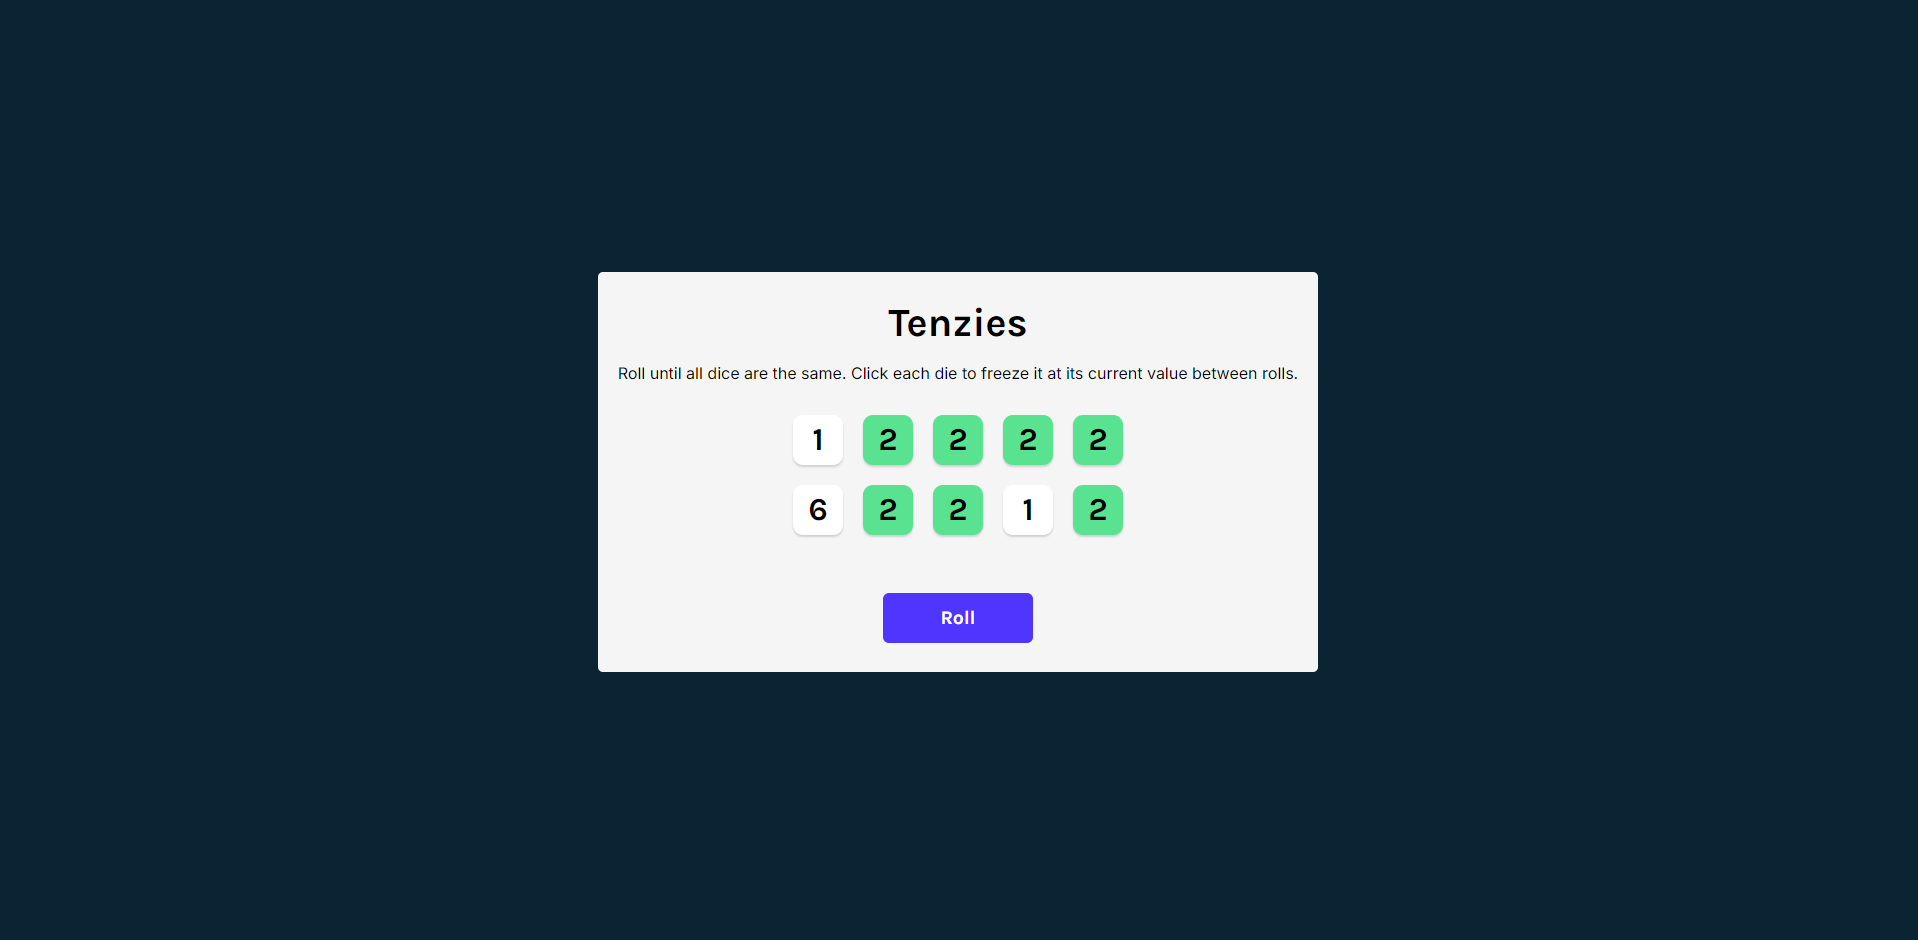 Tenzies
Roll until all dice are the same. Click each die to freeze it at its current value between rolls.
1 2 2 2 2
6 2 2 1 2
Roll